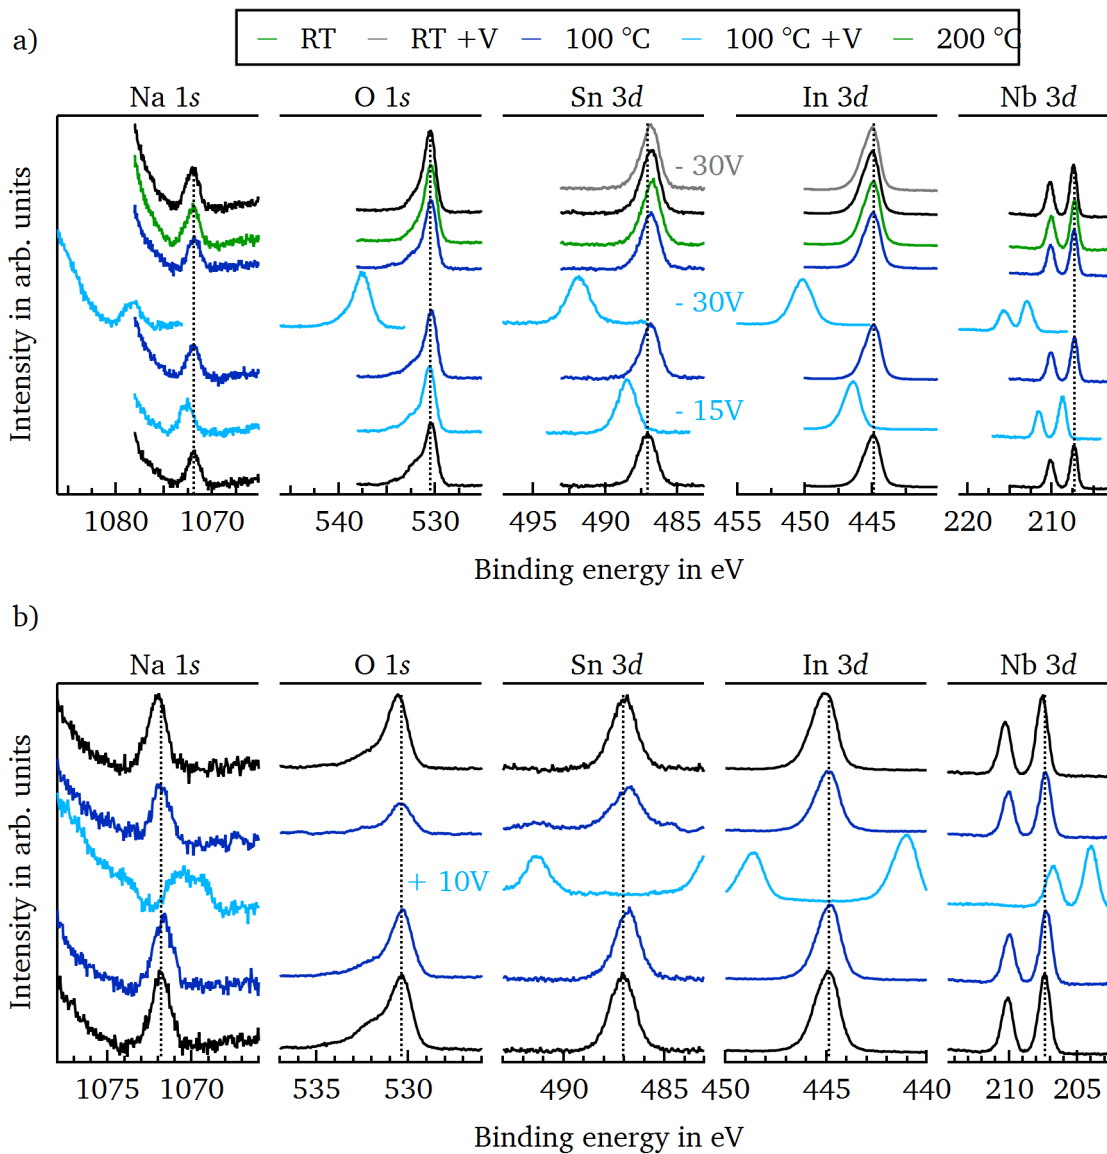 a)
RT RT +V 100 °C 100 °C +V 200 °C
Na 1s O 1s Sn 3d In 3d Nb 3d
Intensity in arb. units
- 30V
- 30V
- 15V
1080 1070 540 530 495 490 485 455 450 445 220 210
Binding energy in eV
b)
Na 1s O 1s Sn 3d In 3d Nb 3d
Intensity in arb. units
+ 10V
1075 1070 535 530 490 485 450 445 440 210 205
Binding energy in eV